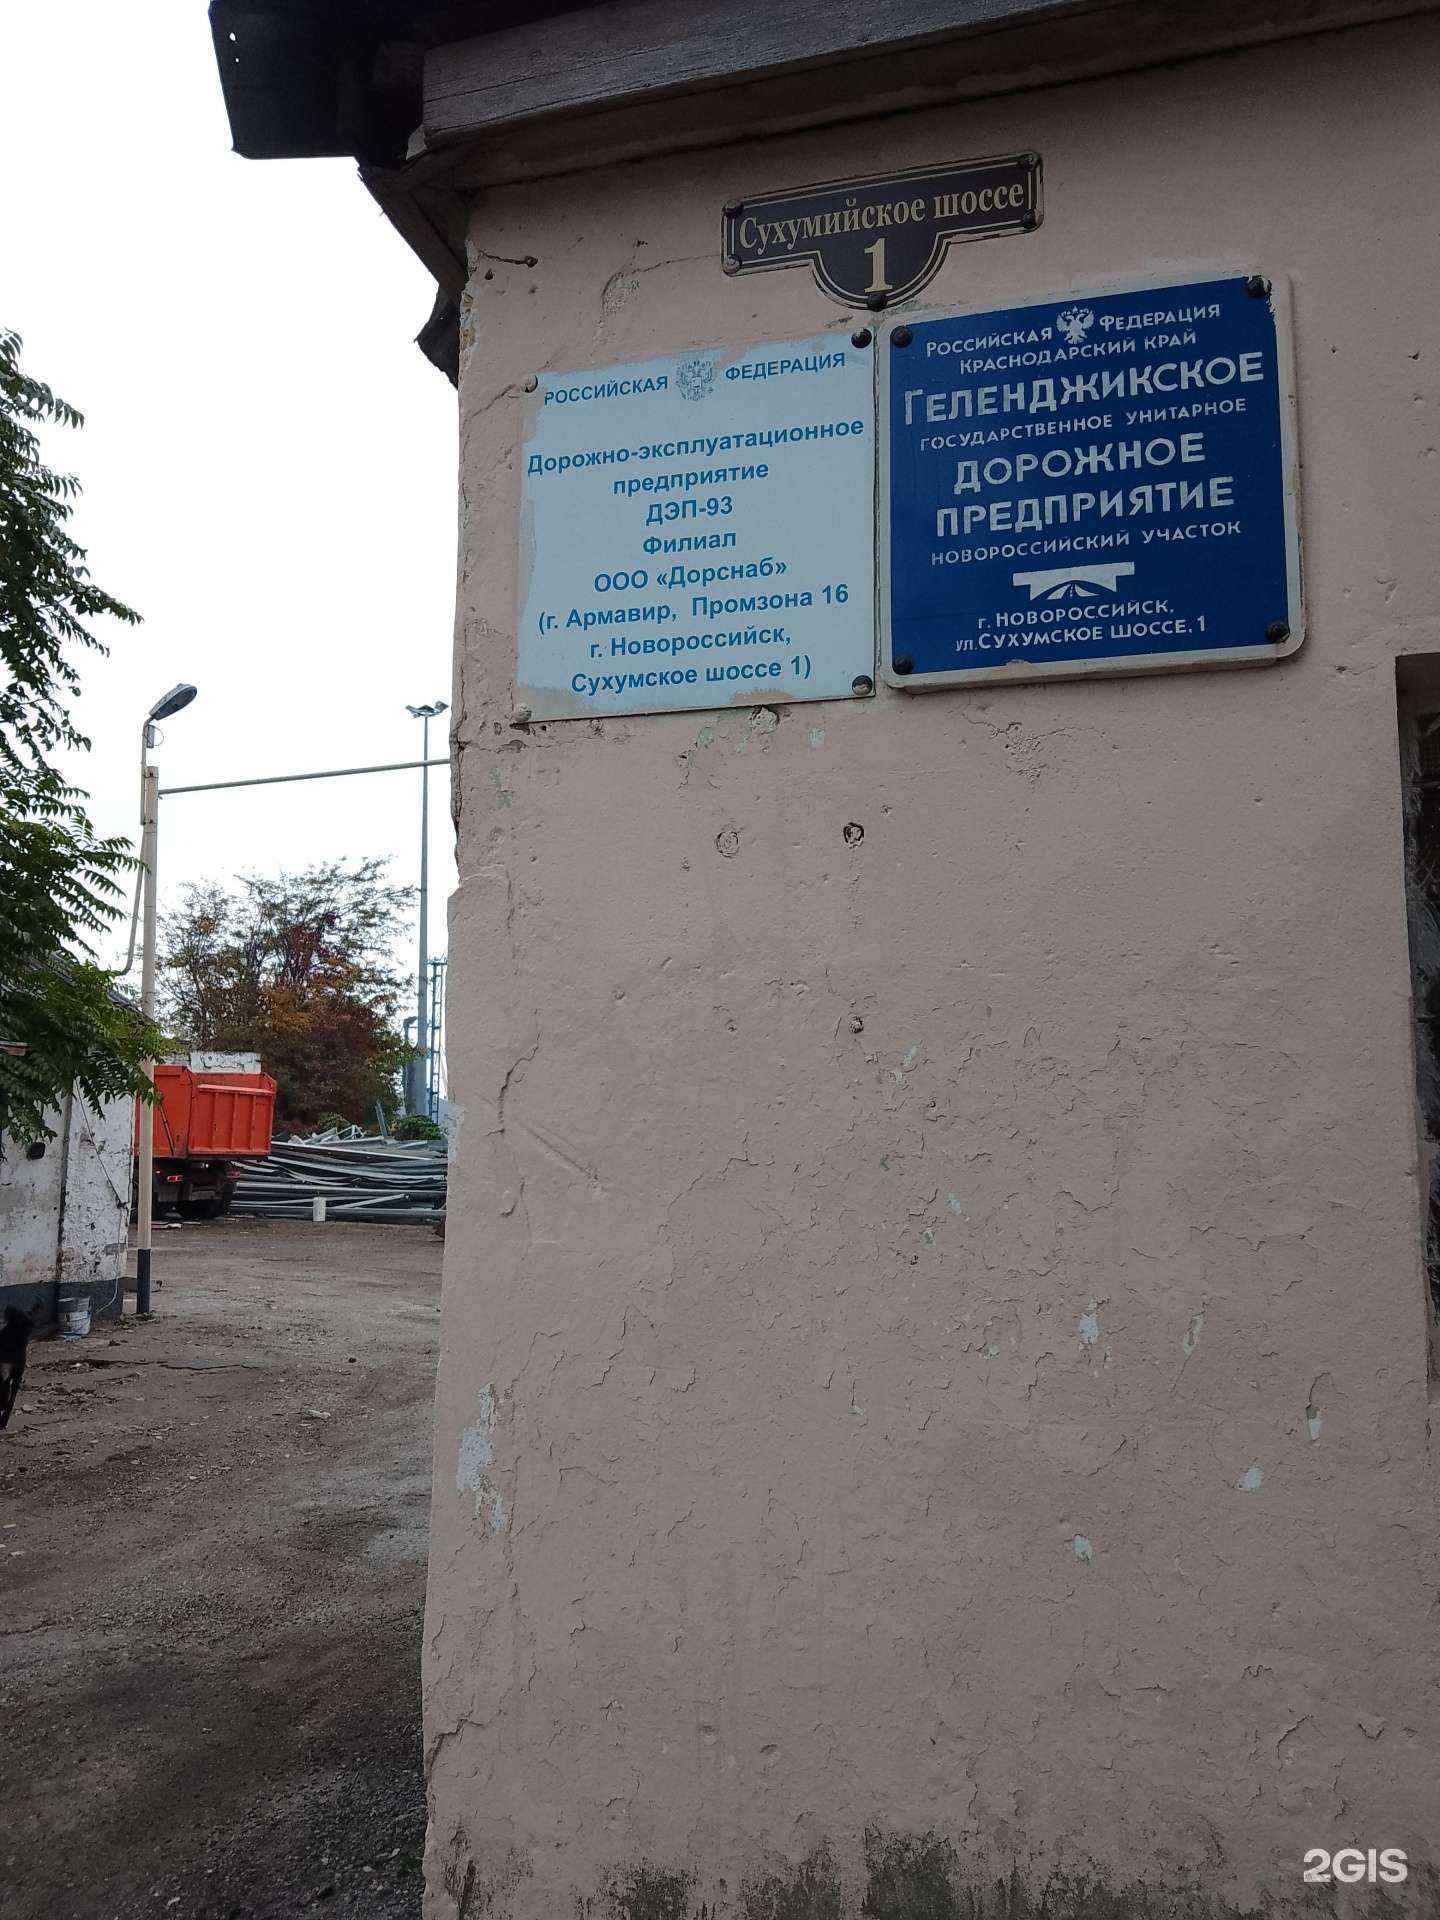 Сухумийское шоссе
1
РОССИЙСКАЯ ФЕДЕРАЦИЯ
Дорожно-эксплуатационное
предприятие
ДЭП-93
Филиал
ООО «Дорснаб»
(г. Армавир, Промзона 16
г. Новороссийск,
Сухумское шоссе 1)
РОССИЙСКАЯ ФЕДЕРАЦИЯ
КРАСНОДАРСКИЙ КРАЙ
ГЕЛЕНДЖИКСКОЕ
ГОСУДАРСТВЕННОЕ УНИТАРНОЕ
ДОРОЖНОЕ
ПРЕДПРИЯТИЕ
НОВОРОССИЙСКИЙ УЧАСТОК
г. НОВОРОССИЙСК,
ул. СУХУМСКОЕ ШОССЕ, 1
2GIS